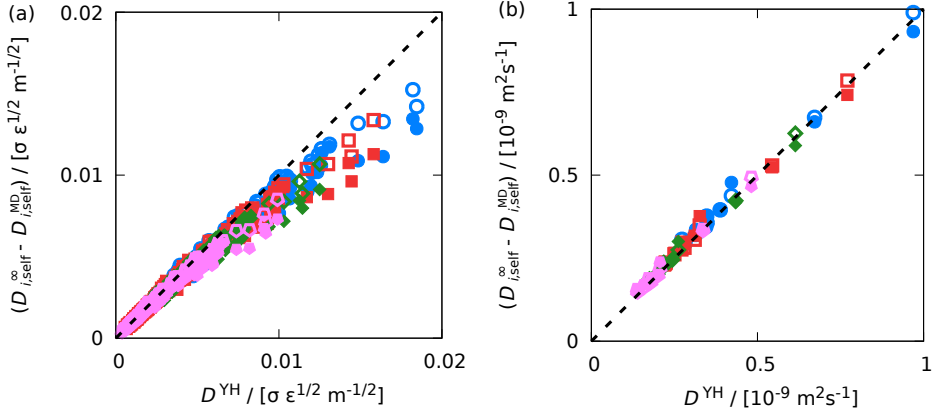 (a)
0.02
0.01
0
0
0.01
0.02
(D∞i,self - DMDi,self) / [σ ε1/2 m-1/2]
DYH / [σ ε1/2 m-1/2]
(b)
1
0.5
0
0
0.5
1
(D∞i,self - DMDi,self) / [10-9 m2s-1]
DYH / [10-9 m2s-1]